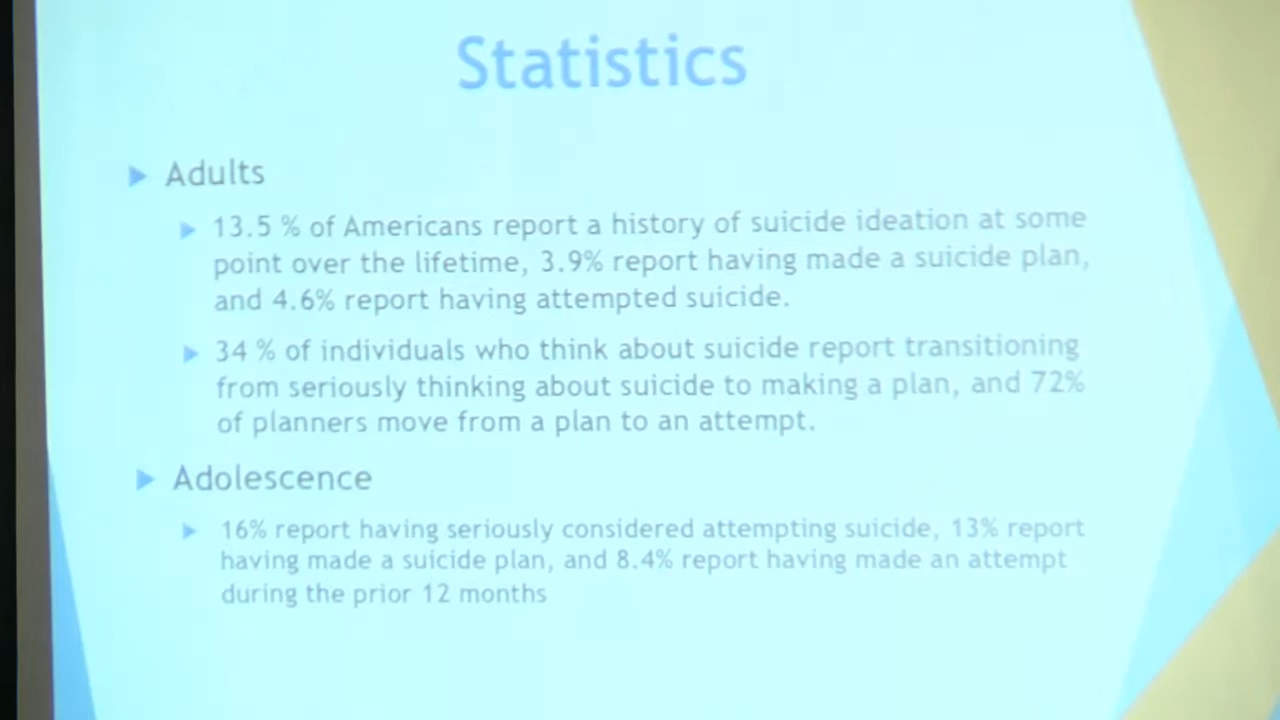 Statistics
Adults
13.5 % of Americans report a history of suicide ideation at some
point over the lifetime, 3.9% report having made a suicide plan,
and 4.6% report having attempted suicide.
34 % of individuals who think about suicide report transitioning
from seriously thinking about suicide to making a plan, and 72%
of planners move from a plan to an attempt.
Adolescence
16% report having seriously considered attempting suicide, 13% report
having made a suicide plan, and 8.4% report having made an attempt
during the prior 12 months